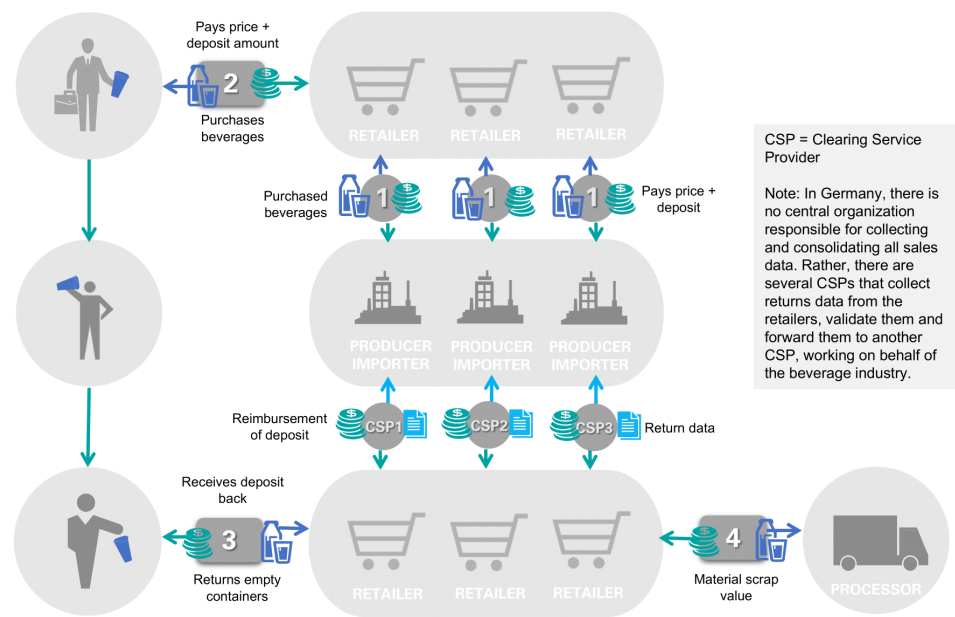 Pays price +
deposit amount
2
Purchases
beverages
RETAILER RETAILER RETAILER
CSP = Clearing Service
Provider
Note: In Germany, there is
no central organization
responsible for collecting
and consolidating all sales
data. Rather, there are
several CSPs that collect
returns data from the
retailers, validate them and
forward them to another
CSP, working on behalf of
the beverage industry.
Purchased
beverages
1 $ 1 $ 1 $
Pays price +
deposit
PRODUCER PRODUCER PRODUCER
IMPORTER IMPORTER IMPORTER
Reimbursement
of deposit
$ CSP1 $ CSP2 $ CSP3
Return data
Receives deposit
back
$ 3
Returns empty
containers
RETAILER RETAILER RETAILER
$ 4
Material scrap
value
PROCESSOR